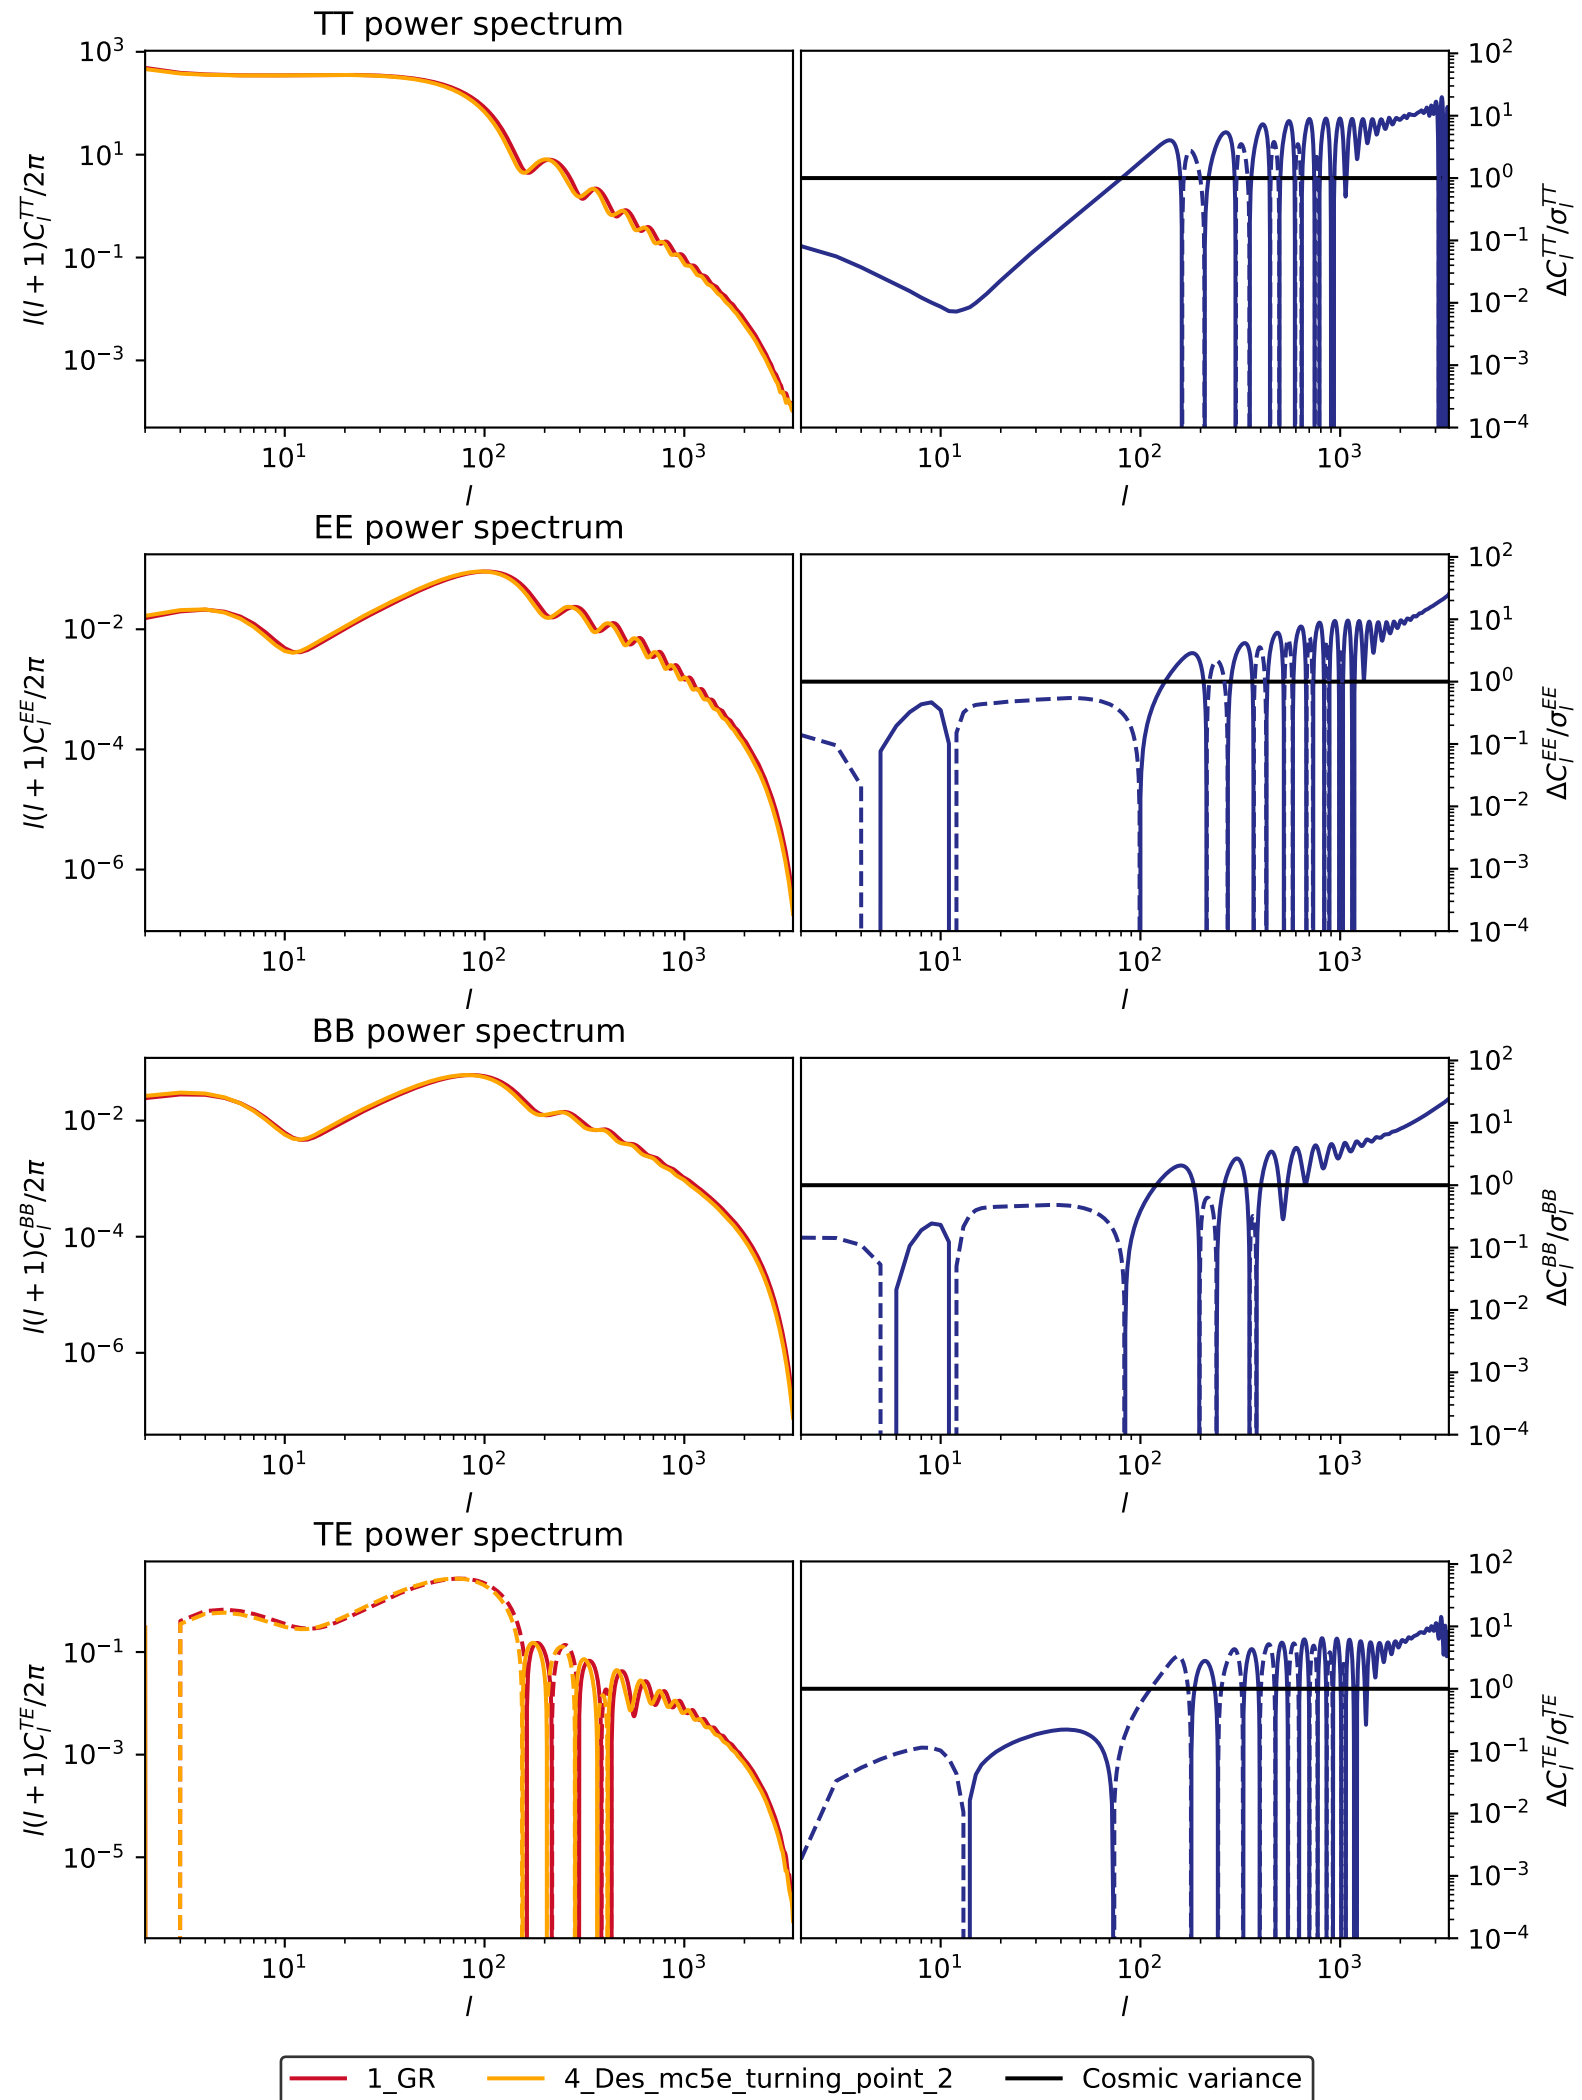 TT power spectrum
10^3
10^1
10^-1
10^-3
l(l + 1)C_l^TT/2π
10^1 10^2 10^3
l
10^2
10^1
10^0
10^-1
10^-2
10^-3
10^-4
ΔC_l^TT/σ_l^TT
10^1 10^2 10^3
l
EE power spectrum
10^-2
10^-4
10^-6
l(l + 1)C_l^EE/2π
10^1 10^2 10^3
l
10^2
10^1
10^0
10^-1
10^-2
10^-3
10^-4
ΔC_l^EE/σ_l^EE
10^1 10^2 10^3
l
BB power spectrum
10^-2
10^-4
10^-6
l(l + 1)C_l^BB/2π
10^1 10^2 10^3
l
10^2
10^1
10^0
10^-1
10^-2
10^-3
10^-4
ΔC_l^BB/σ_l^BB
10^1 10^2 10^3
l
TE power spectrum
10^-1
10^-3
10^-5
l(l + 1)C_l^TE/2π
10^1 10^2 10^3
l
10^2
10^1
10^0
10^-1
10^-2
10^-3
10^-4
ΔC_l^TE/σ_l^TE
10^1 10^2 10^3
l
1_GR 4_Des_mc5e_turning_point_2 Cosmic variance